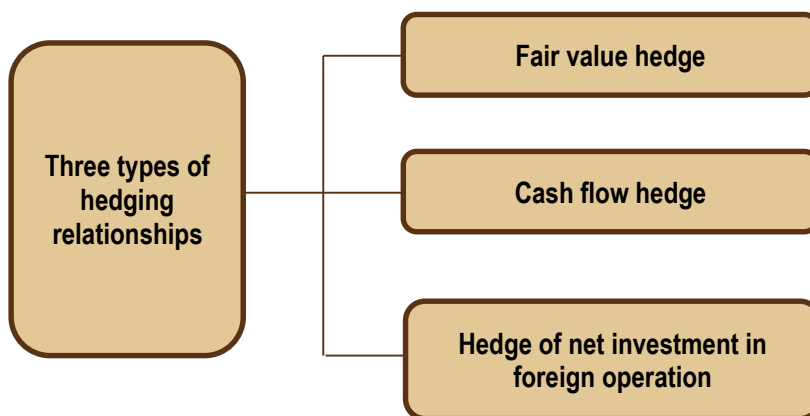 Three types of
hedging
relationships
Fair value hedge
Cash flow hedge
Hedge of net investment in
foreign operation